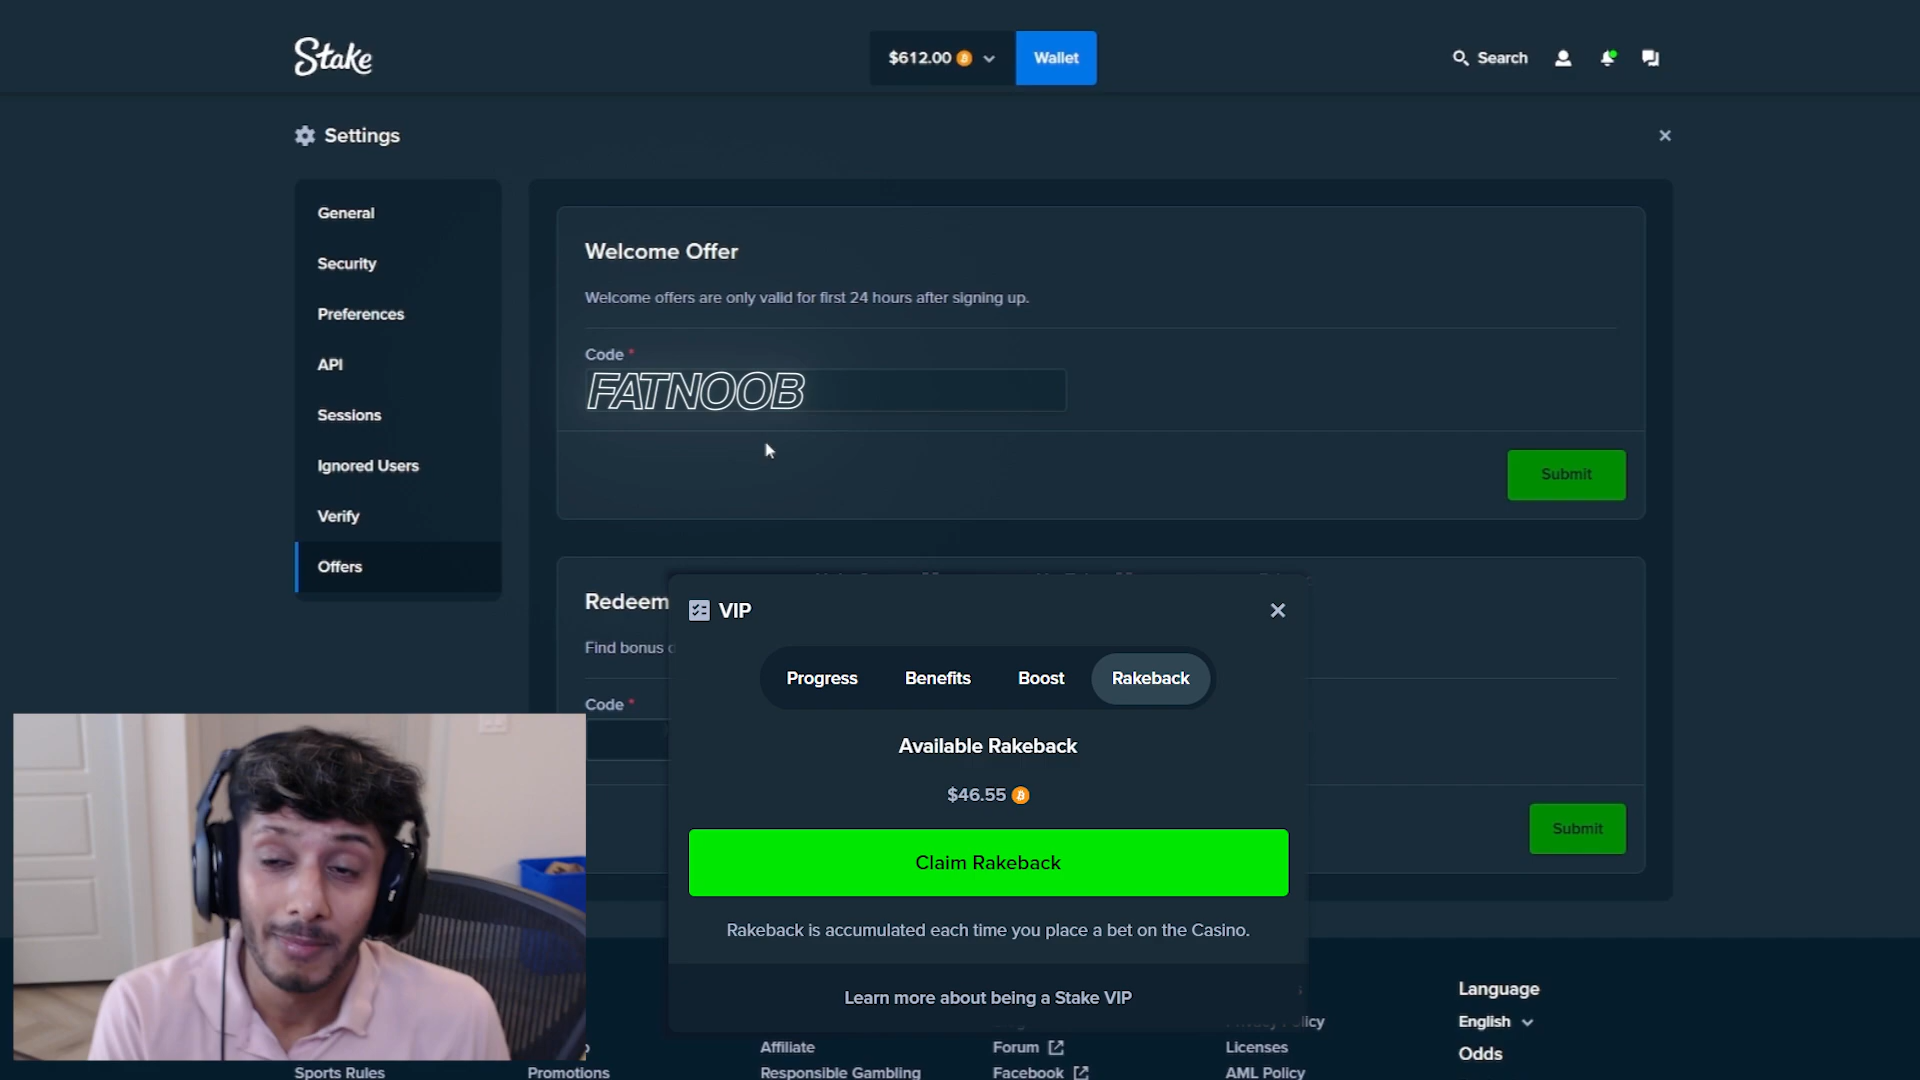 Stake
$612.00
Wallet
Search
Settings
General
Security
Preferences
API
Sessions
Ignored Users
Verify
Offers
Welcome Offer
Welcome offers are only valid for first 24 hours after signing up.
Code *
FATNOOB
Submit
Redeem
Find bonus
Code *
Submit
VIP
Progress
Benefits
Boost
Rakeback
Available Rakeback
$46.55
Claim Rakeback
Rakeback is accumulated each time you place a bet on the Casino.
Learn more about being a Stake VIP
Affiliate
Responsible Gambling
Forum
Facebook
Licenses
AML Policy
Sports Rules
Promotions
Language
English
Odds